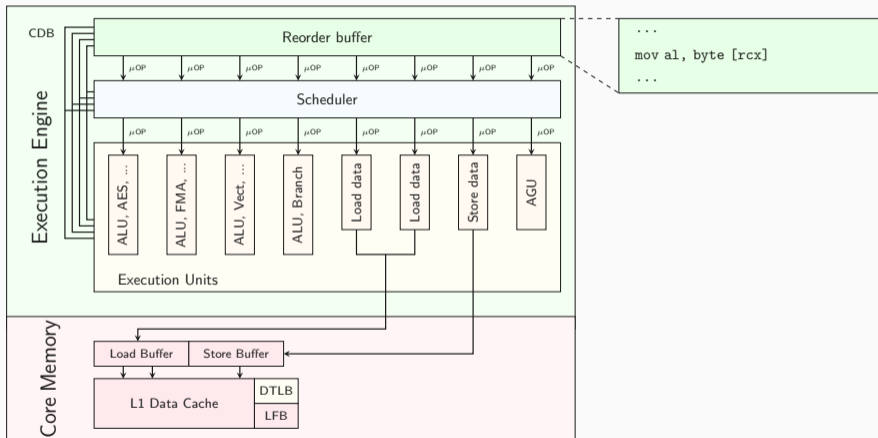 CDB
Reorder buffer
...
mov al, byte [rcx]
...
μOP μOP μOP μOP μOP μOP μOP μOP
Scheduler
μOP μOP μOP μOP μOP μOP μOP μOP
Execution Engine
ALU, AES, ...
ALU, FMA, ...
ALU, Vect, ...
ALU, Branch
Load data
Load data
Store data
AGU
Execution Units
Core Memory
Load Buffer
Store Buffer
L1 Data Cache
DTLB
LFB